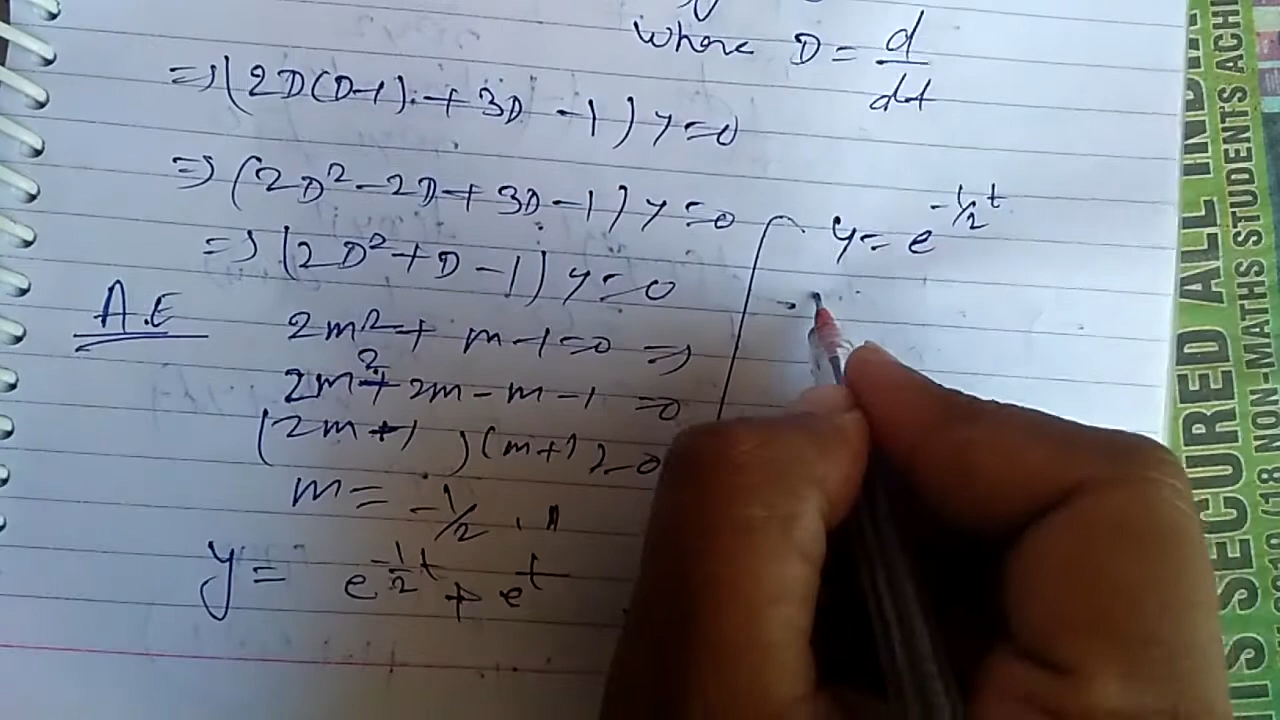 where D = d/dt
=> (2D(D-1) + 3D - 1) y = 0
=> (2D² - 2D + 3D - 1) y = 0
=> (2D² + D - 1) y = 0
A.E 2m² + m - 1 = 0 =>
2m² + 2m - m - 1 = 0
(2m + 1) (m + 1) = 0
m = -1/2, 1
y = e^{-1/2 t} + e^t
y = e^{-1/2 t}
SECURED ALL INDIA
(18 NON-MATHS STUDENTS ACHI